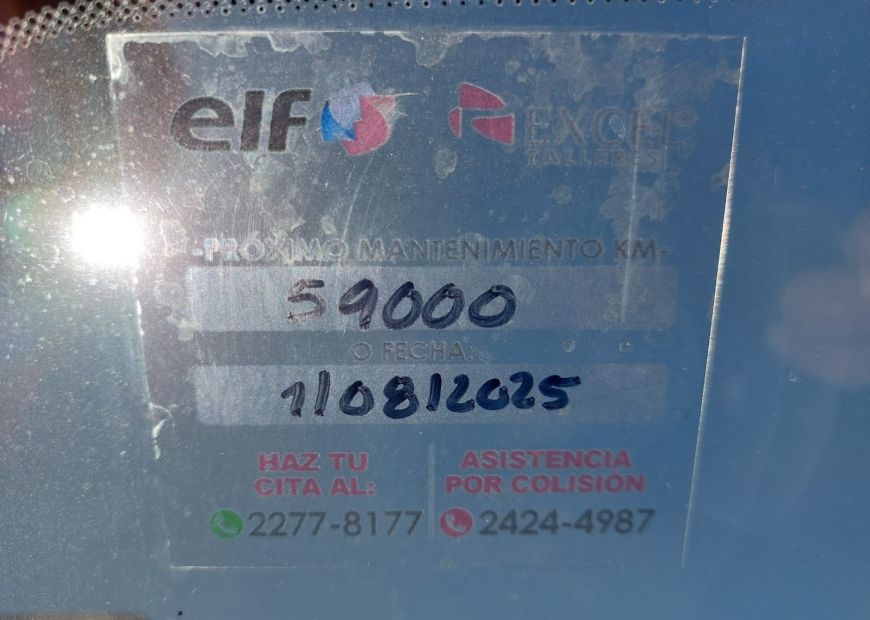 elf EXCEL
TALLERES
-PRÓXIMO MANTENIMIENTO KM-
59000
O FECHA:
1/08/2025
HAZ TU
CITA AL:
2277-8177
ASISTENCIA
POR COLISIÓN
2424-4987